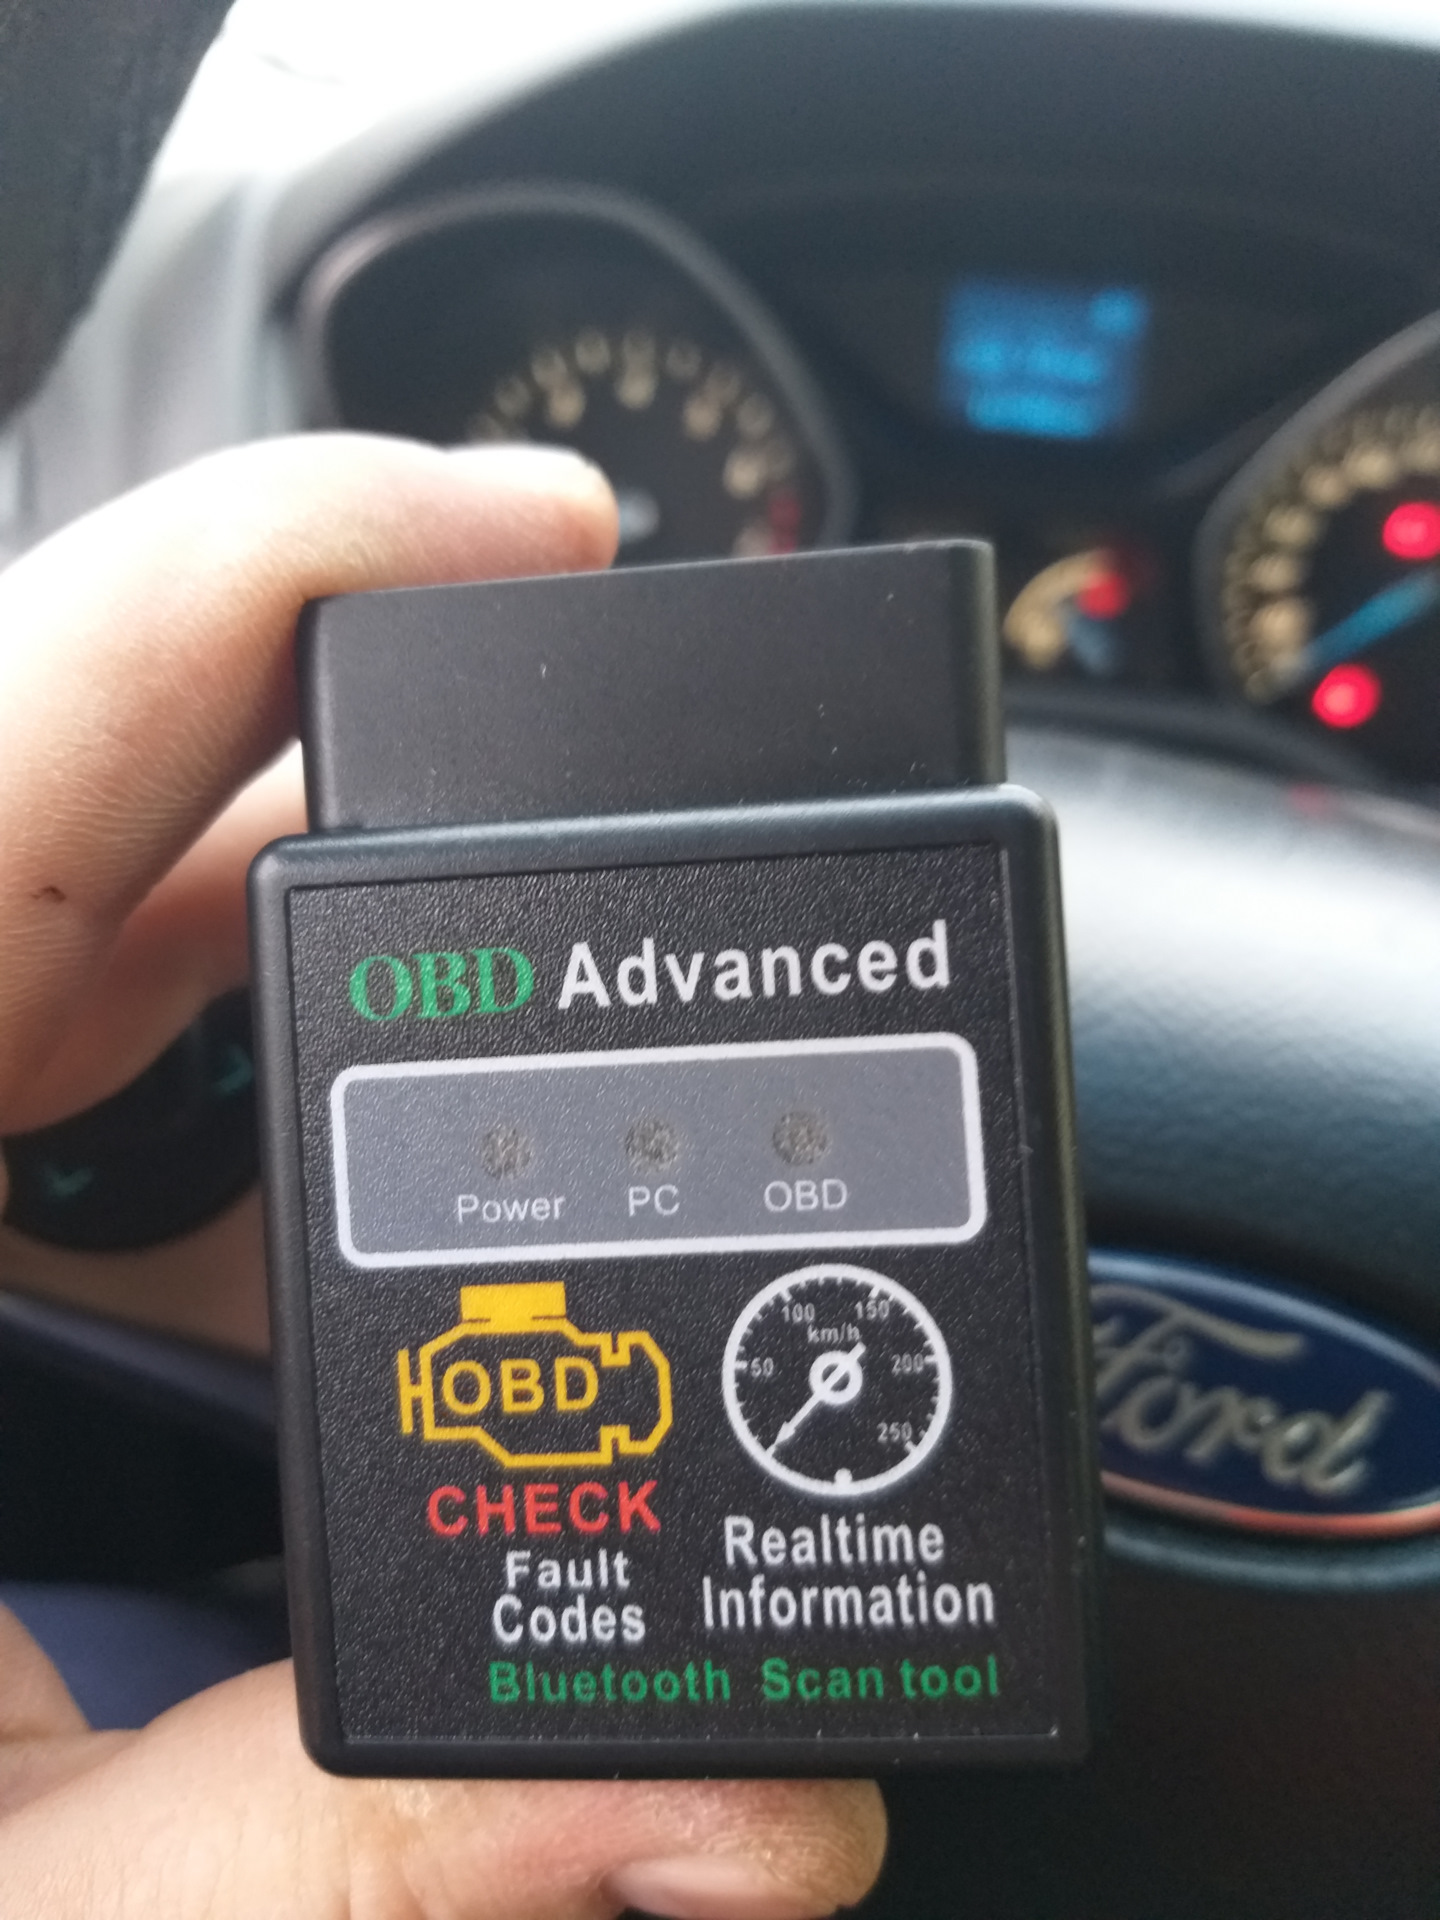 OBD Advanced
Power PC OBD
100 150
km/h
50 200
250
OBD
CHECK
Fault
Codes
Realtime
Information
Bluetooth Scan tool
Ford